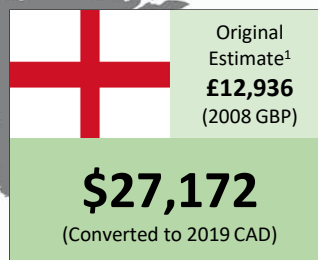 Original
Estimate¹
£12,936
(2008 GBP)
$27,172
(Converted to 2019 CAD)